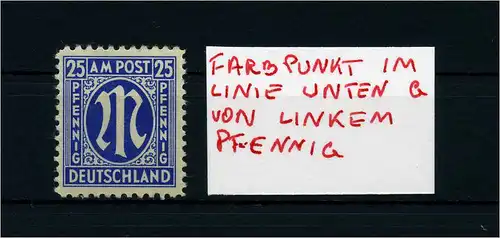 25 AM POST 25
PFENNIG
PFENNIG
DEUTSCHLAND
FARBPUNKT IM
LINIE UNTEN G
VON LINKEM
PFENNIG